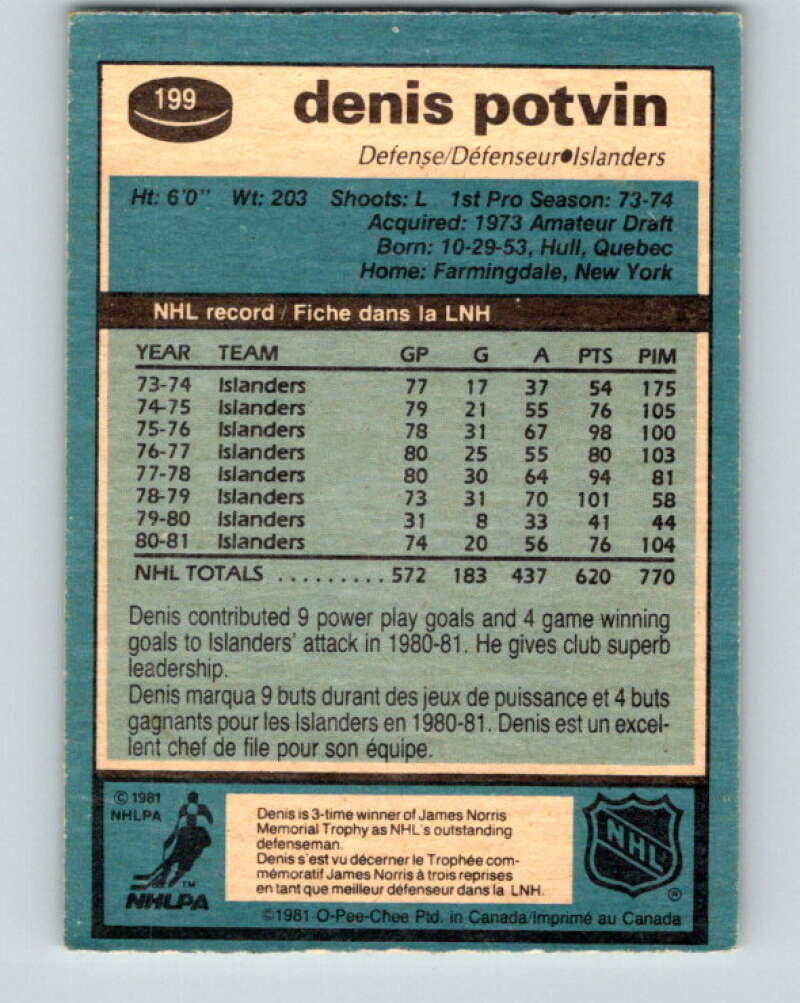 199
denis potvin
Defense/Défenseur●Islanders
Ht: 6'0" Wt: 203 Shoots: L 1st Pro Season: 73-74
Acquired: 1973 Amateur Draft
Born: 10-29-53, Hull, Quebec
Home: Farmingdale, New York
NHL record / Fiche dans la LNH
YEAR TEAM GP G A PTS PIM
73-74 Islanders 77 17 37 54 175
74-75 Islanders 79 21 55 76 105
75-76 Islanders 78 31 67 98 100
76-77 Islanders 80 25 55 80 103
77-78 Islanders 80 30 64 94 81
78-79 Islanders 73 31 70 101 58
79-80 Islanders 31 8 33 41 44
80-81 Islanders 74 20 56 76 104
NHL TOTALS ......... 572 183 437 620 770
Denis contributed 9 power play goals and 4 game winning
goals to Islanders' attack in 1980-81. He gives club superb
leadership.
Denis marqua 9 buts durant des jeux de puissance et 4 buts
gagnants pour les Islanders en 1980-81. Denis est un excel-
lent chef de file pour son équipe.
© 1981
NHLPA
TM
NHLPA
Denis is 3-time winner of James Norris
Memorial Trophy as NHL's outstanding
defenseman.
Denis s'est vu décerner le Trophée com-
mémoratif James Norris à trois reprises
en tant que meilleur défenseur dans la LNH.
NHL
®
©1981 O-Pee-Chee Ptd. in Canada/Imprimé au Canada